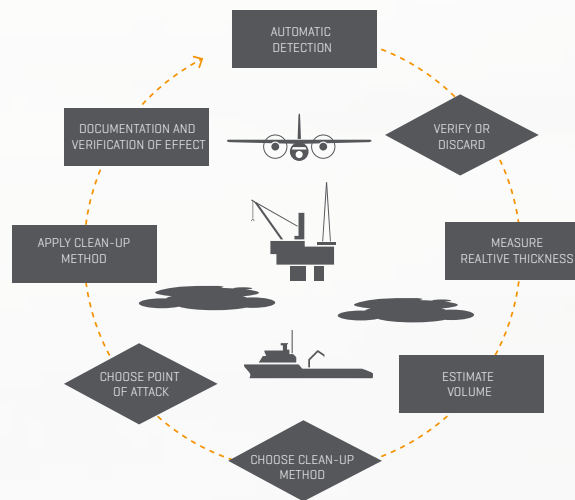 AUTOMATIC
DETECTION
VERIFY OR
DISCARD
MEASURE
REALTIVE THICKNESS
ESTIMATE
VOLUME
CHOOSE CLEAN-UP
METHOD
CHOOSE POINT
OF ATTACK
APPLY CLEAN-UP
METHOD
DOCUMENTATION AND
VERIFICATION OF EFFECT